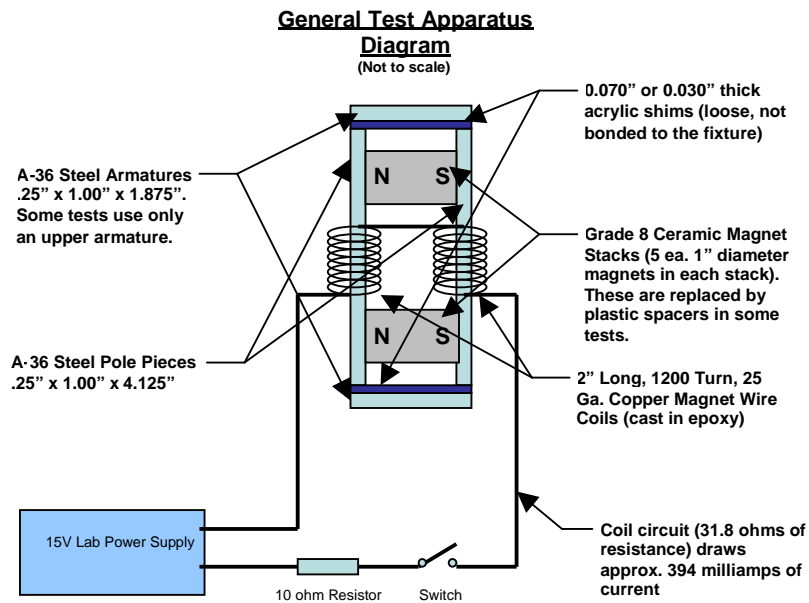 General Test Apparatus
Diagram
(Not to scale)
0.070” or 0.030” thick
acrylic shims (loose, not
bonded to the fixture)
A-36 Steel Armatures
.25” x 1.00” x 1.875”.
Some tests use only
an upper armature.
N S
Grade 8 Ceramic Magnet
Stacks (5 ea. 1” diameter
magnets in each stack).
These are replaced by
plastic spacers in some
tests.
N S
A-36 Steel Pole Pieces
.25” x 1.00” x 4.125”
2” Long, 1200 Turn, 25
Ga. Copper Magnet Wire
Coils (cast in epoxy)
15V Lab Power Supply
Coil circuit (31.8 ohms of
resistance) draws
approx. 394 milliamps of
current
10 ohm Resistor
Switch